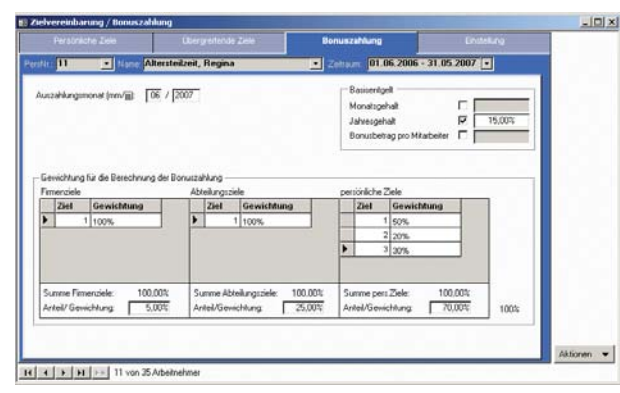 Zielvereinbarung / Bonuszahlung
Persönliche Ziele Übergreifende Ziele Bonuszahlung Einstellung
PersNr.: 11 Name: Altersteilzeit, Regina Zeitraum: 01.06.2006 - 31.05.2007
Auszahlungsmonat (mm/jjjj): 06 / 2007
Basisentgelt
Monatsgehalt
Jahresgehalt 15,00%
Bonusbetrag pro Mitarbeiter
Gewichtung für die Berechnung der Bonuszahlung
Firmenziele Abteilungsziele persönliche Ziele
Ziel Gewichtung Ziel Gewichtung Ziel Gewichtung
1 100% 1 100% 1 50%
2 20%
3 30%
Summe Firmenziele: 100,00% Summe Abteilungsziele: 100,00% Summe pers.Ziele: 100,00%
Anteil/ Gewichtung: 5,00% Anteil/Gewichtung: 25,00% Anteil/Gewichtung: 70,00% 100%
Aktionen
11 von 35 Arbeitnehmer